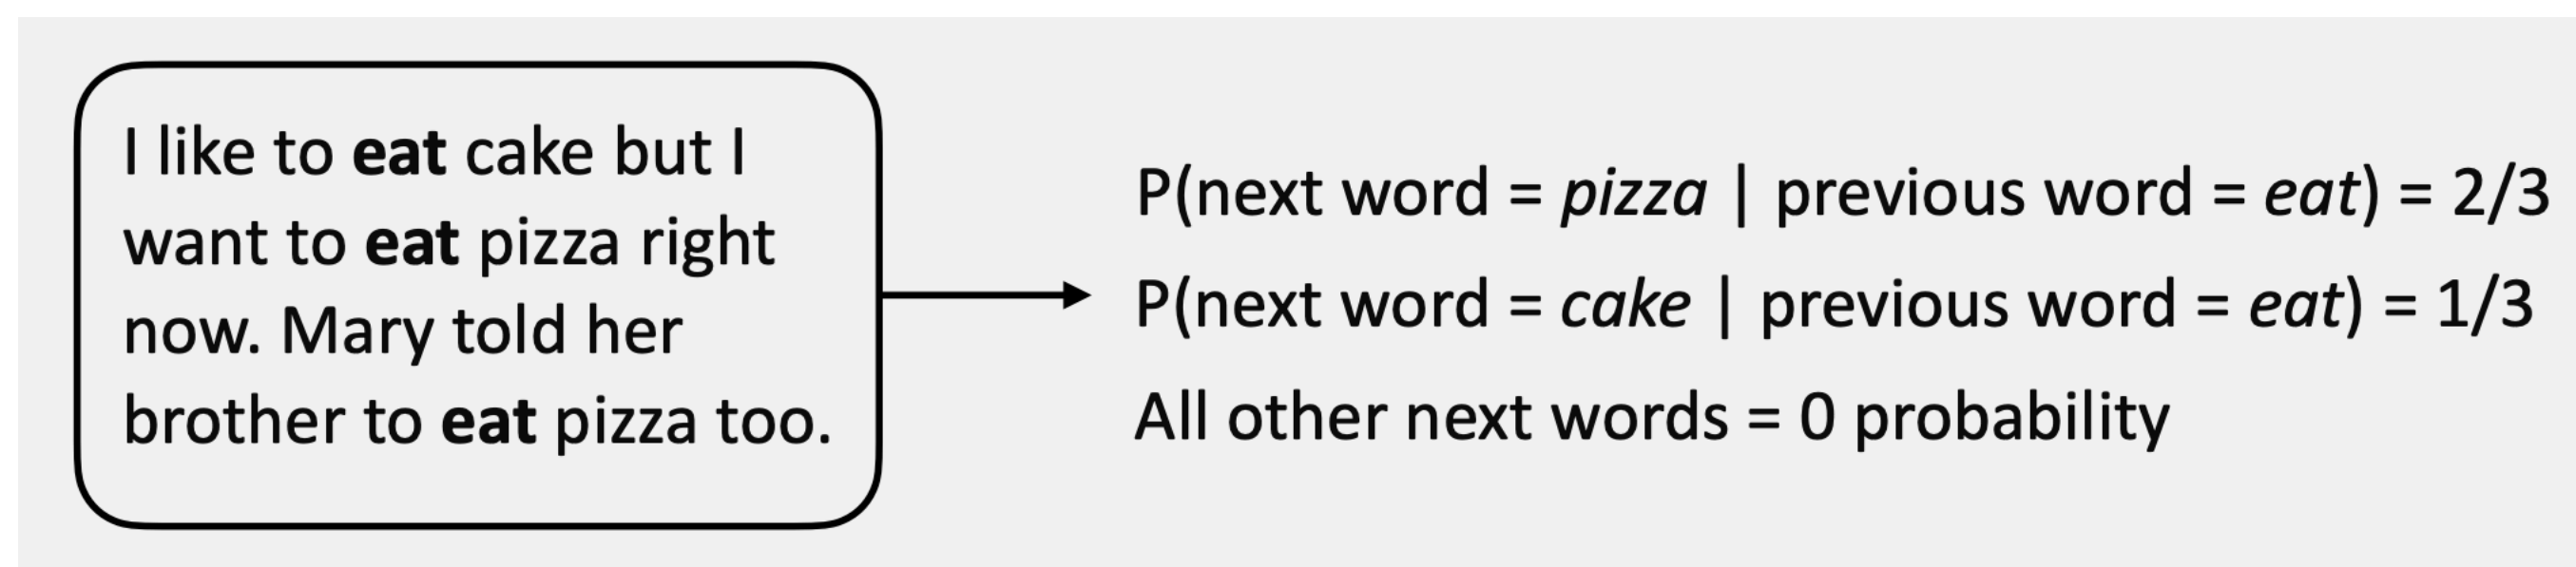 I like to eat cake but I
want to eat pizza right
now. Mary told her
brother to eat pizza too.
P(next word = pizza | previous word = eat) = 2/3
P(next word = cake | previous word = eat) = 1/3
All other next words = 0 probability